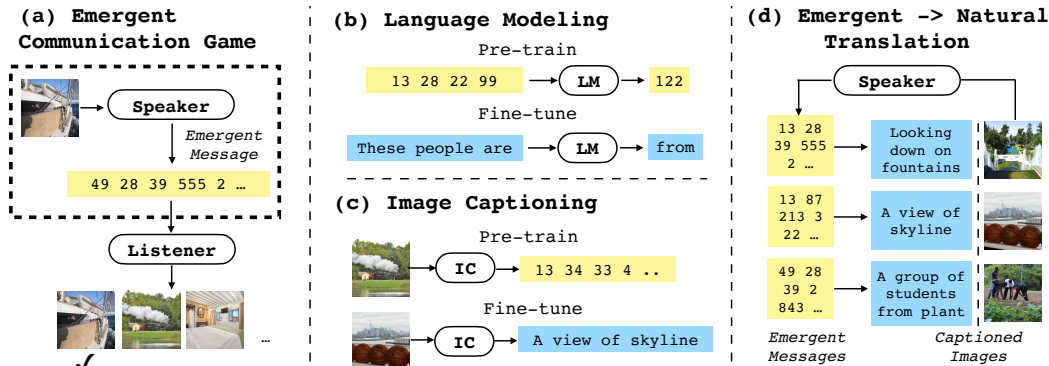 (a) Emergent
Communication Game
Speaker
Emergent
Message
49 28 39 555 2 …
Listener
…
(b) Language Modeling
Pre-train
13 28 22 99
LM
122
Fine-tune
These people are
LM
from
(c) Image Captioning
Pre-train
IC
13 34 33 4 ..
Fine-tune
IC
A view of skyline
(d) Emergent -> Natural
Translation
Speaker
13 28
39 555
2 …
Looking
down on
fountains
13 87
213 3
22 …
A view of
skyline
49 28
39 2
843 …
A group of
students
from plant
Emergent
Messages
Captioned
Images